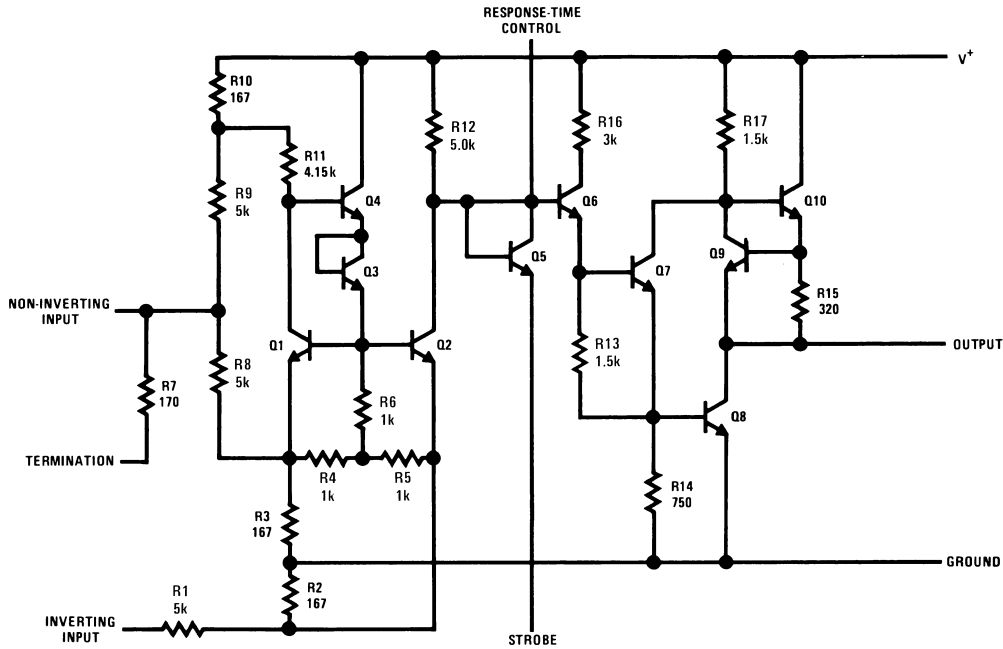 RESPONSE-TIME
CONTROL
V+
R10
167
R12
5.0k
R16
3k
R17
1.5k
R11
4.15k
R9
5k
Q4
Q6
Q10
Q3
Q5
Q7
Q9
NON-INVERTING
INPUT
R15
320
Q1
Q2
R13
1.5k
OUTPUT
R8
5k
R7
170
R6
1k
Q8
TERMINATION
R4
1k
R5
1k
R14
750
R3
167
GROUND
R1
5k
R2
167
INVERTING
INPUT
STROBE